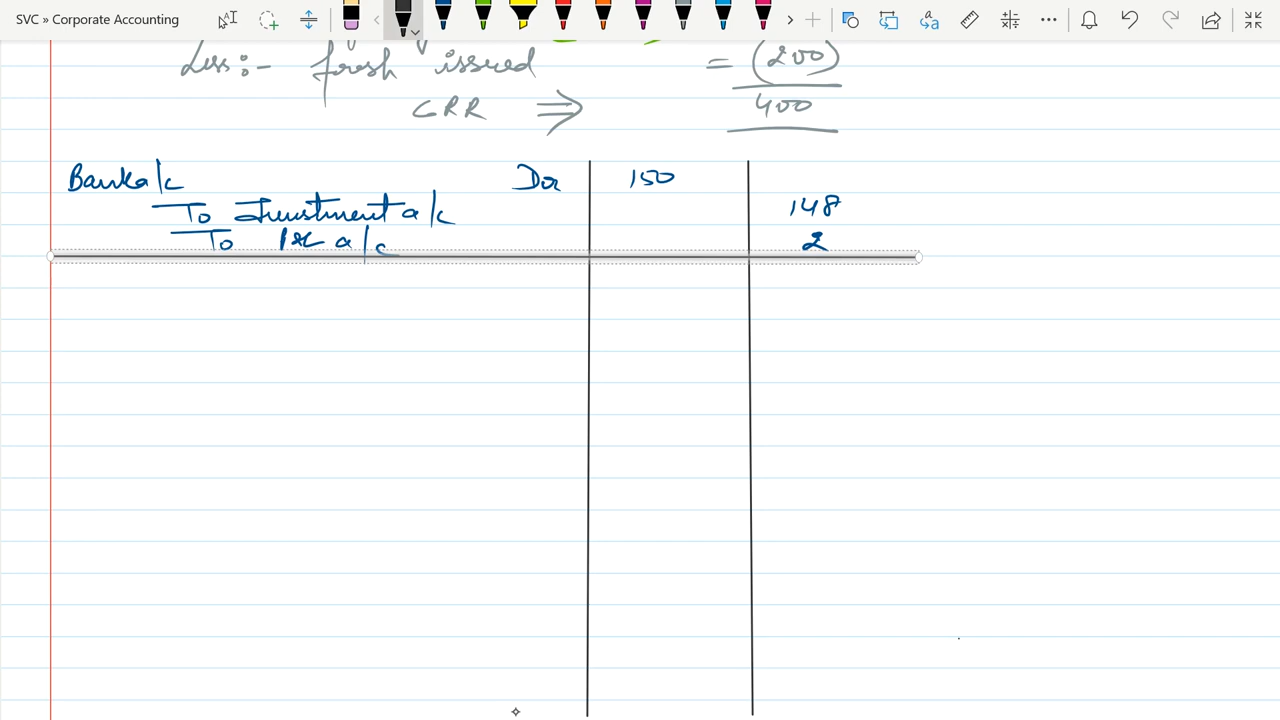 SVC » Corporate Accounting
Less:- fresh issued = (200)
CRR ⇒ 400
Bank a/c Dr 150
To Investment a/c 148
To a/c 2